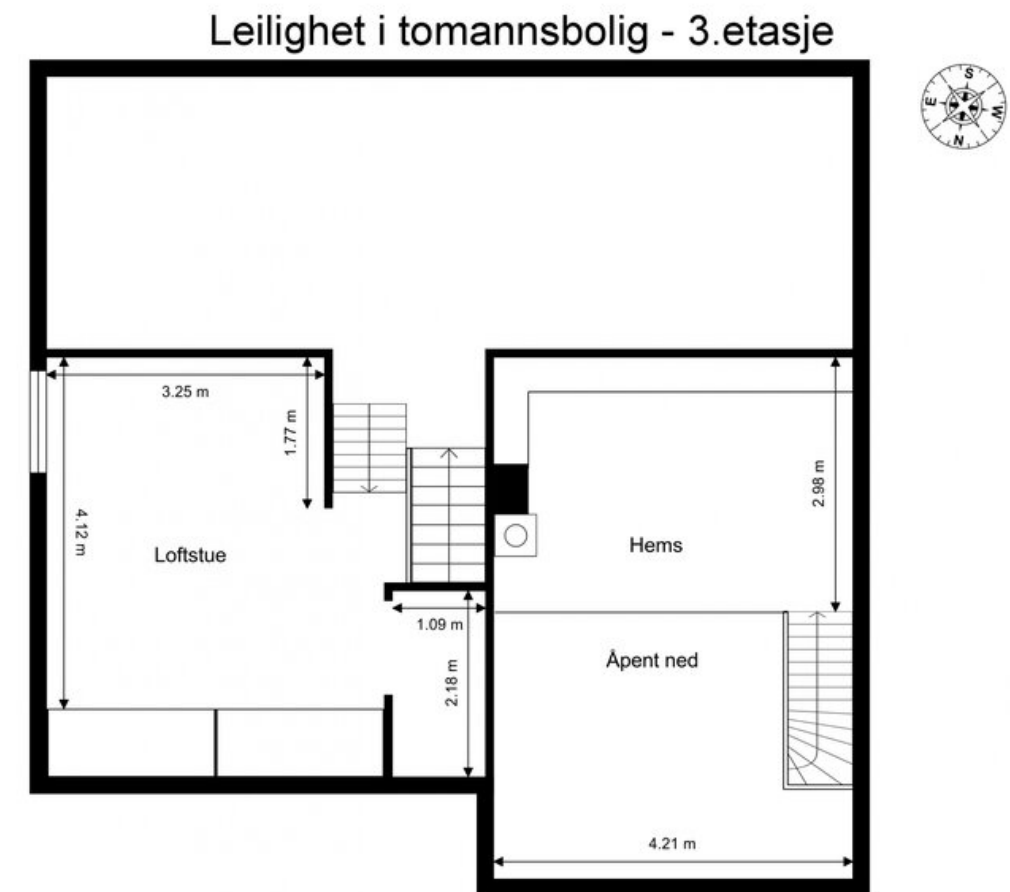 Leilighet i tomannsbolig - 3.etasje
S
E
W
N
3.25 m
1.77 m
2.98 m
4.12 m
Loftstue
Hems
1.09 m
Åpent ned
2.18 m
4.21 m